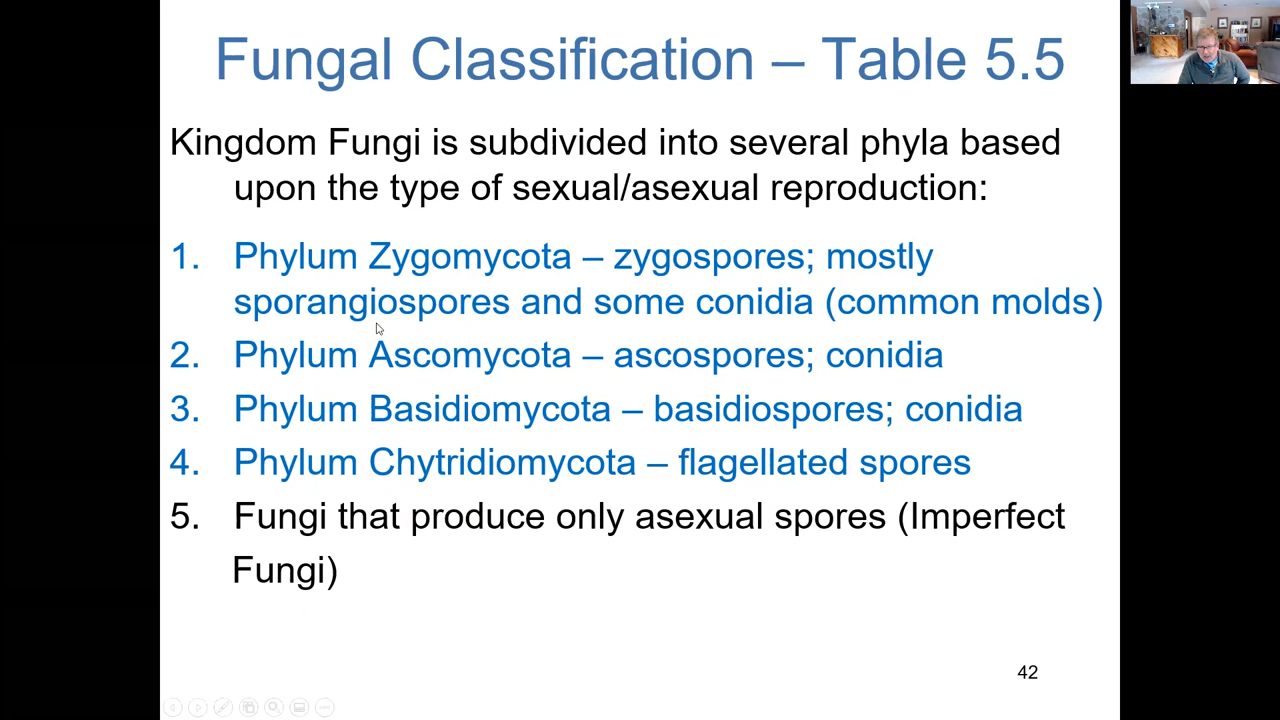 Fungal Classification – Table 5.5
Kingdom Fungi is subdivided into several phyla based
upon the type of sexual/asexual reproduction:
1. Phylum Zygomycota – zygospores; mostly
sporangiospores and some conidia (common molds)
2. Phylum Ascomycota – ascospores; conidia
3. Phylum Basidiomycota – basidiospores; conidia
4. Phylum Chytridiomycota – flagellated spores
5. Fungi that produce only asexual spores (Imperfect
Fungi)
42